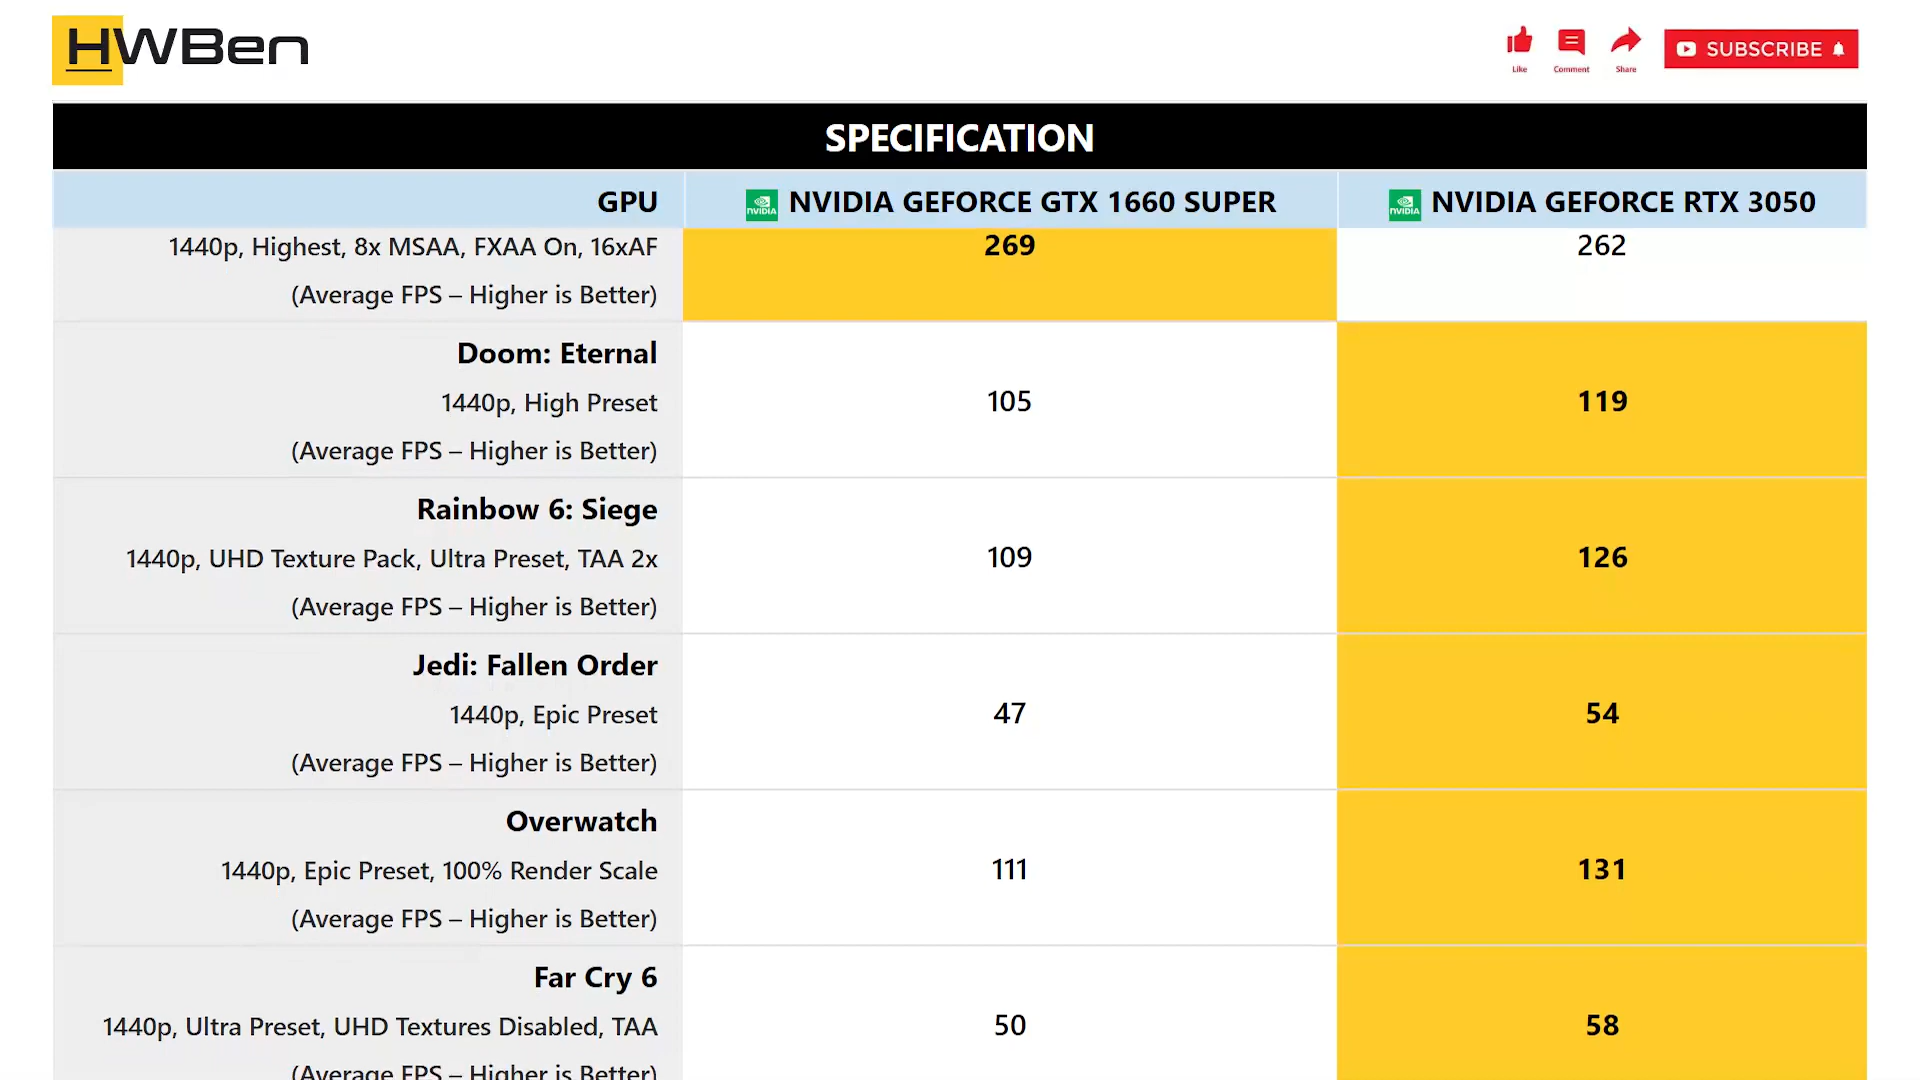 HWBen
Like
Comment
Share
SUBSCRIBE
SPECIFICATION
GPU
NVIDIA NVIDIA GEFORCE GTX 1660 SUPER
NVIDIA NVIDIA GEFORCE RTX 3050
1440p, Highest, 8x MSAA, FXAA On, 16xAF
(Average FPS – Higher is Better)
269
262
Doom: Eternal
1440p, High Preset
(Average FPS – Higher is Better)
105
119
Rainbow 6: Siege
1440p, UHD Texture Pack, Ultra Preset, TAA 2x
(Average FPS – Higher is Better)
109
126
Jedi: Fallen Order
1440p, Epic Preset
(Average FPS – Higher is Better)
47
54
Overwatch
1440p, Epic Preset, 100% Render Scale
(Average FPS – Higher is Better)
111
131
Far Cry 6
1440p, Ultra Preset, UHD Textures Disabled, TAA
(Average FPS – Higher is Better)
50
58